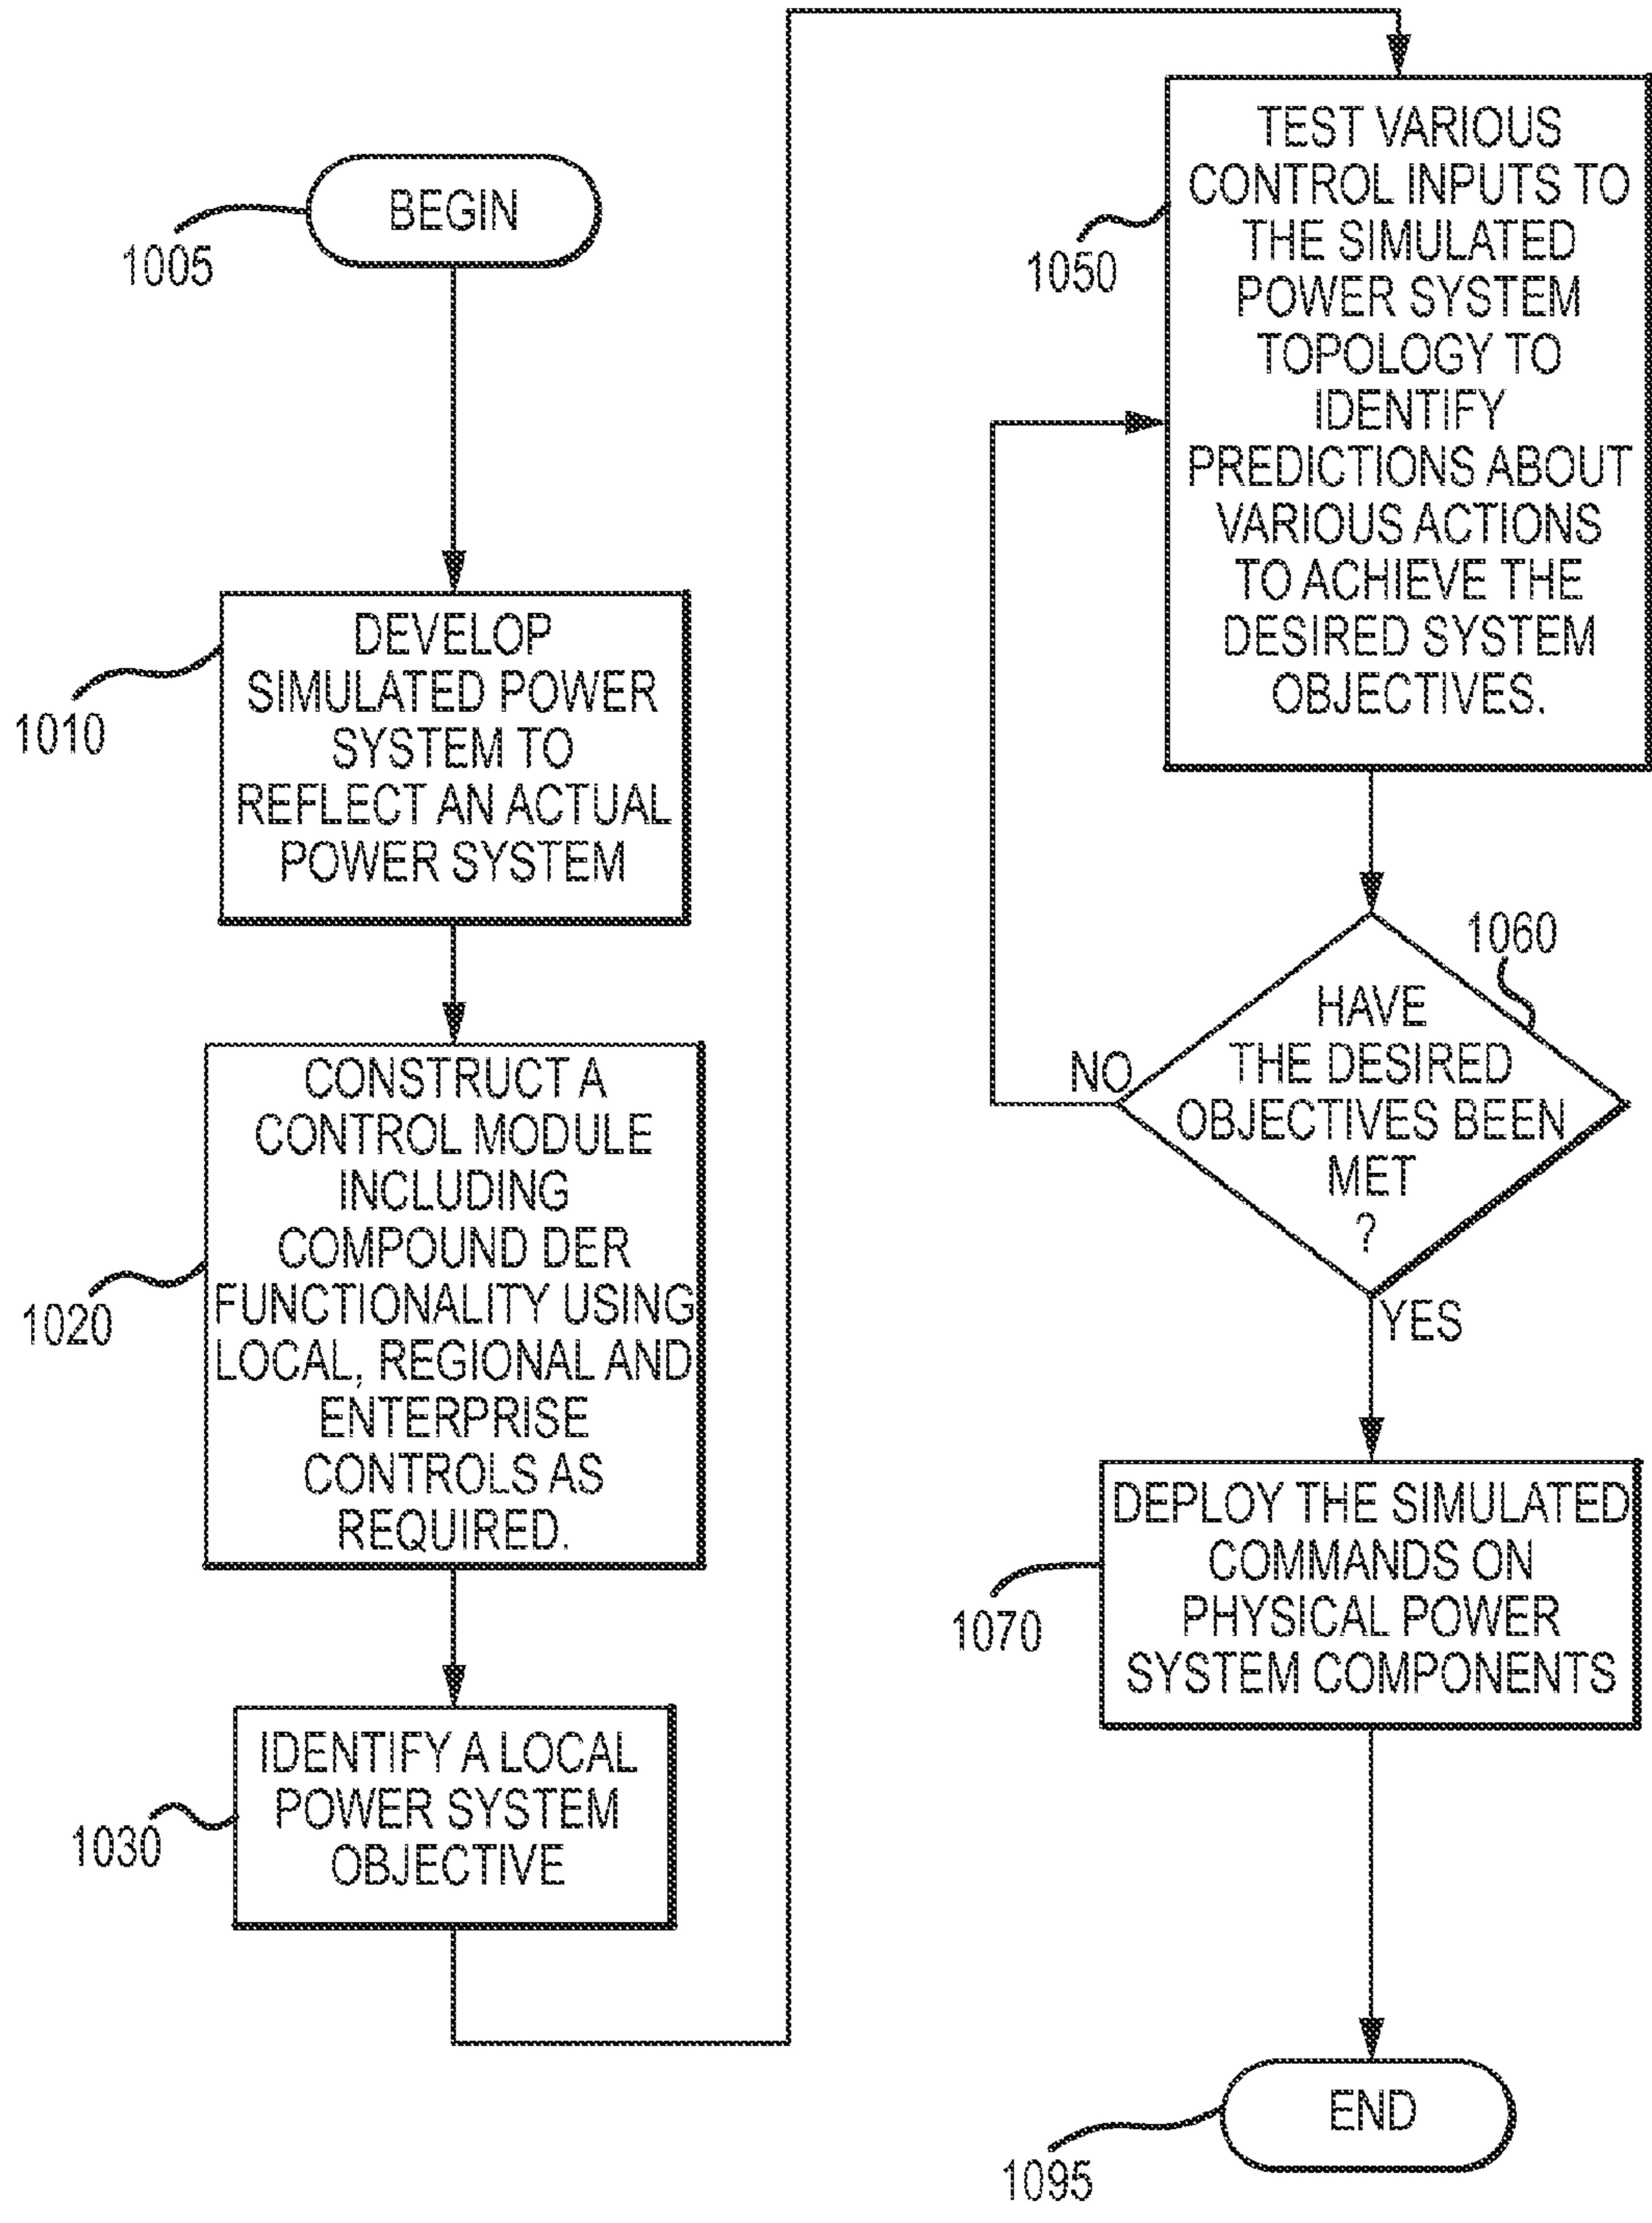 BEGIN
1005
DEVELOP
SIMULATED POWER
SYSTEM TO
REFLECT AN ACTUAL
POWER SYSTEM
1010
CONSTRUCT A
CONTROL MODULE
INCLUDING
COMPOUND DER
FUNCTIONALITY USING
LOCAL, REGIONAL AND
ENTERPRISE
CONTROLS AS
REQUIRED.
1020
IDENTIFY A LOCAL
POWER SYSTEM
OBJECTIVE
1030
TEST VARIOUS
CONTROL INPUTS TO
THE SIMULATED
POWER SYSTEM
TOPOLOGY TO
IDENTIFY
PREDICTIONS ABOUT
VARIOUS ACTIONS
TO ACHIEVE THE
DESIRED SYSTEM
OBJECTIVES.
1050
1060
HAVE
THE DESIRED
OBJECTIVES BEEN
MET
?
NO
YES
DEPLOY THE SIMULATED
COMMANDS ON
PHYSICAL POWER
SYSTEM COMPONENTS
1070
END
1095